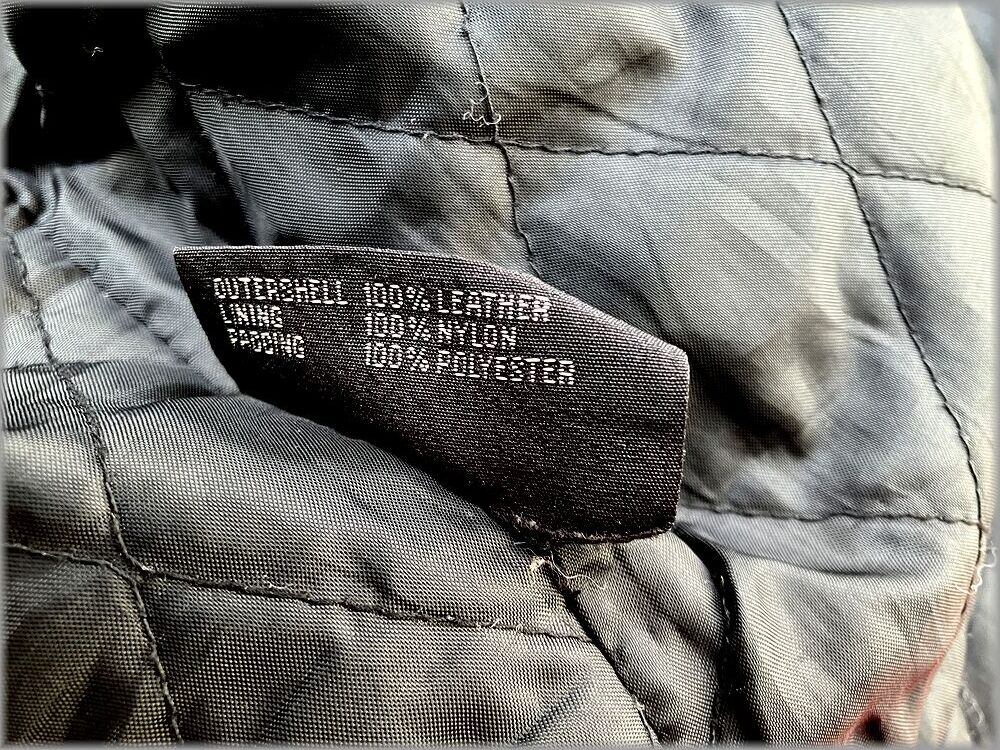 OUTERSHELL 100% LEATHER
LINING 100% NYLON
PADDING 100% POLYESTER